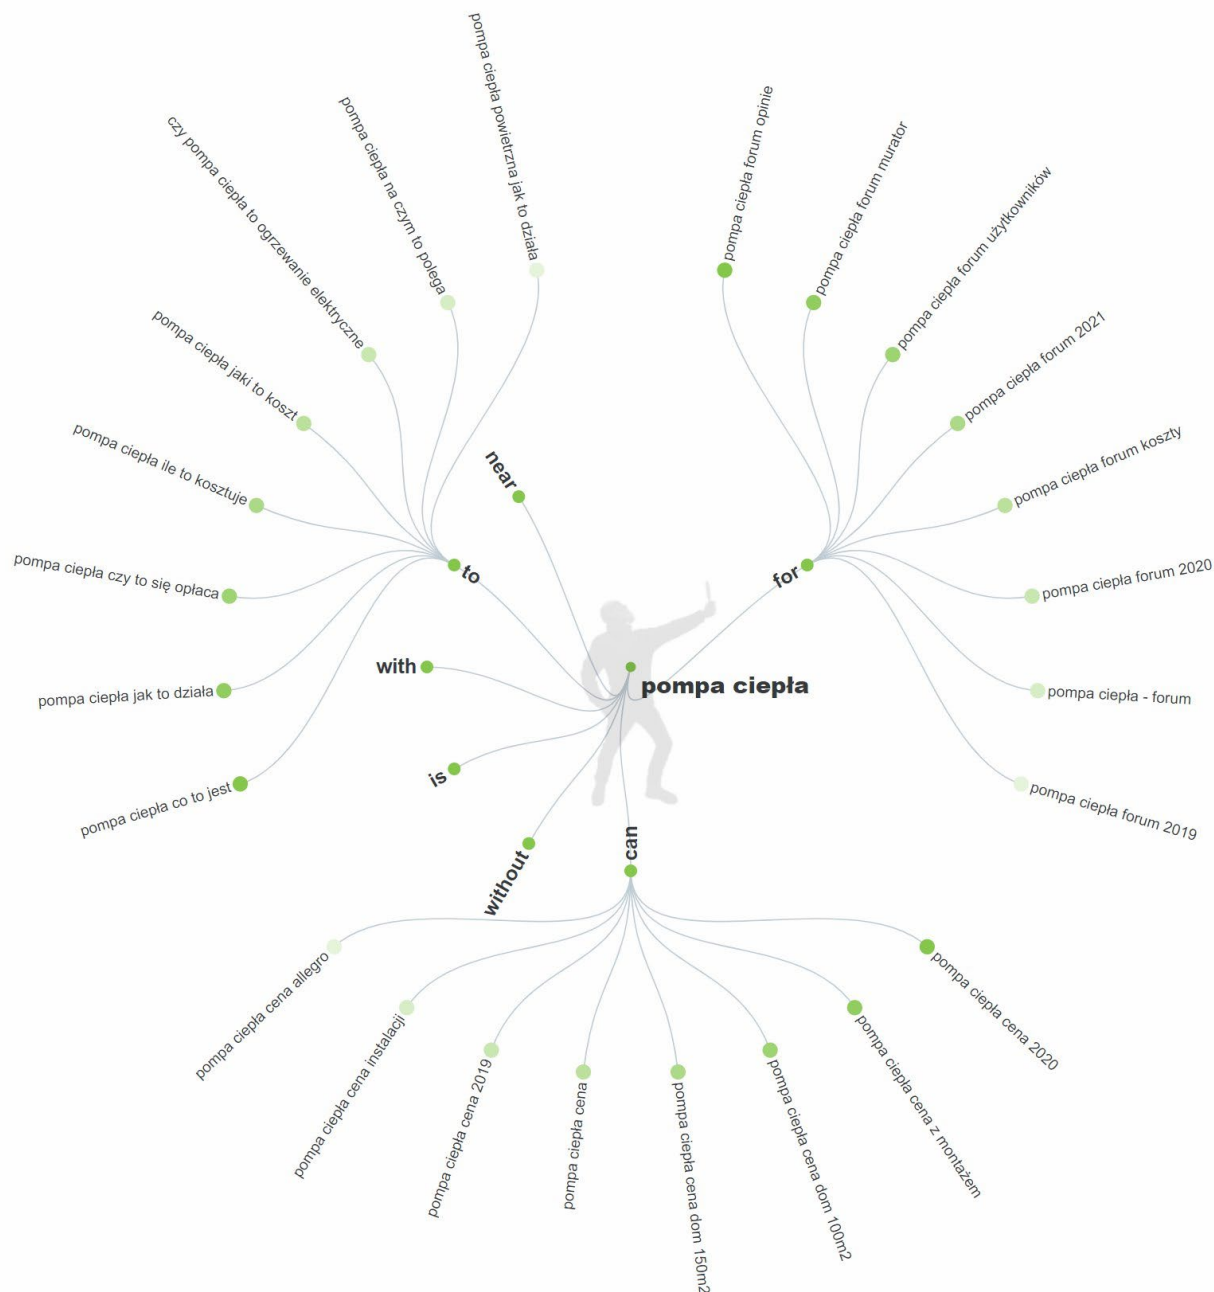 pompa ciepła
near
to
with
is
without
can
for
pompa ciepła powietrzna jak to działa
pompa ciepła na czym to polega
czy pompa ciepła to ogrzewanie elektryczne
pompa ciepła jaki to koszt
pompa ciepła ile to kosztuje
pompa ciepła czy to się opłaca
pompa ciepła jak to działa
pompa ciepła co to jest
pompa ciepła forum opinie
pompa ciepła forum murator
pompa ciepła forum użytkowników
pompa ciepła forum 2021
pompa ciepła forum koszty
pompa ciepła forum 2020
pompa ciepła - forum
pompa ciepła forum 2019
pompa ciepła cena allegro
pompa ciepła cena instalacji
pompa ciepła cena 2019
pompa ciepła cena
pompa ciepła cena dom 150m2
pompa ciepła cena dom 100m2
pompa ciepła cena z montażem
pompa ciepła cena 2020